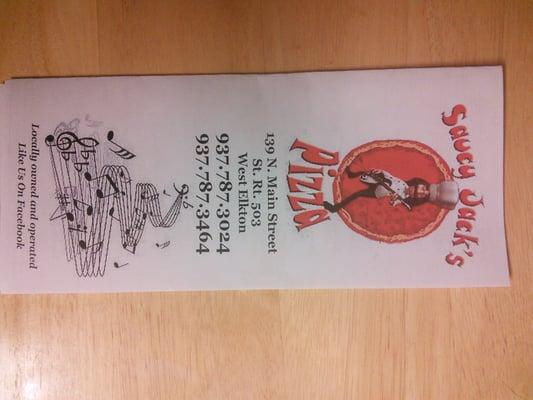 Saucy Jack's
Pizza
139 N. Main Street
St. Rt. 503
West Elkton
937.787.3024
937.787.3464
Locally owned and operated
Like Us On Facebook